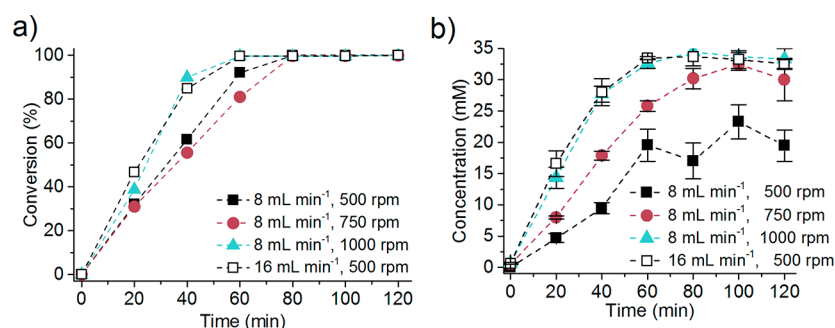 a)
Conversion (%)
100
80
60
40
20
0
8 mL min⁻¹, 500 rpm
8 mL min⁻¹, 750 rpm
8 mL min⁻¹, 1000 rpm
16 mL min⁻¹, 500 rpm
0 20 40 60 80 100 120
Time (min)
b)
Concentration (mM)
35
30
25
20
15
10
5
0
8 mL min⁻¹, 500 rpm
8 mL min⁻¹, 750 rpm
8 mL min⁻¹, 1000 rpm
16 mL min⁻¹, 500 rpm
0 20 40 60 80 100 120
Time (min)